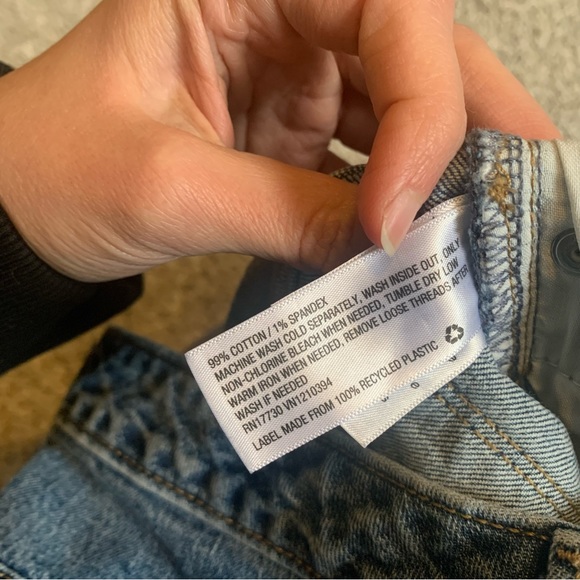 99% COTTON / 1% SPANDEX
MACHINE WASH COLD SEPARATELY, WASH INSIDE OUT, ONLY
NON-CHLORINE BLEACH WHEN NEEDED, TUMBLE DRY LOW
WARM IRON WHEN NEEDED, REMOVE LOOSE THREADS AFTER
WASH IF NEEDED
RN17730 VN1210394
LABEL MADE FROM 100% RECYCLED PLASTIC